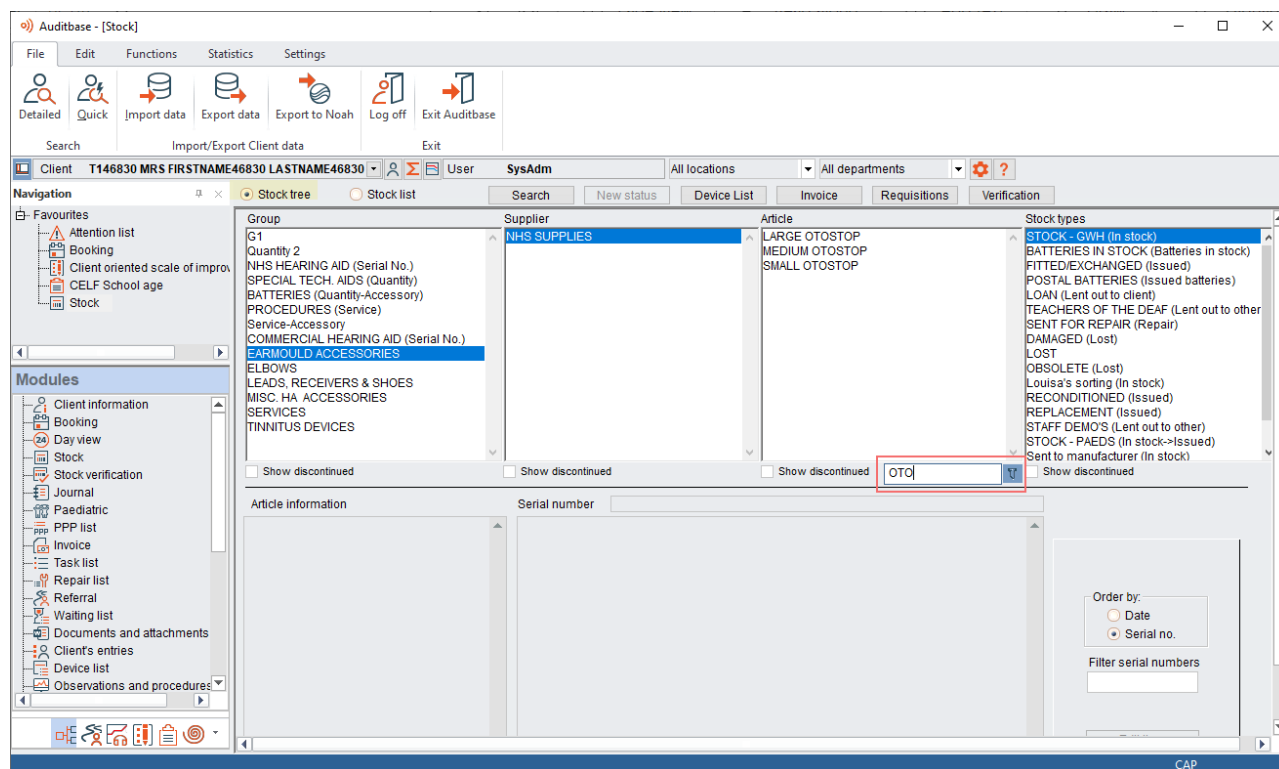 Auditbase - [Stock]
File Edit Functions Statistics Settings
Detailed Quick Import data Export data Export to Noah Log off Exit Auditbase
Search Import/Export Client data Exit
Client T146830 MRS FIRSTNAME46830 LASTNAME46830 User SysAdm All locations All departments ?
Navigation
Favourites
Attention list
Booking
Client oriented scale of improv
CELF School age
Stock
Modules
Client information
Booking
24 Day view
Stock
Stock verification
Journal
Paediatric
PPP PPP list
Invoice
Task list
Repair list
Referral
Waiting list
Documents and attachments
Client's entries
Device list
Observations and procedures
Stock tree Stock list Search New status Device List Invoice Requisitions Verification
Group
G1
Quantity 2
NHS HEARING AID (Serial No.)
SPECIAL TECH. AIDS (Quantity)
BATTERIES (Quantity-Accessory)
PROCEDURES (Service)
Service-Accessory
COMMERCIAL HEARING AID (Serial No.)
EARMOULD ACCESSORIES
ELBOWS
LEADS, RECEIVERS & SHOES
MISC. HA ACCESSORIES
SERVICES
TINNITUS DEVICES
Show discontinued
Supplier
NHS SUPPLIES
Show discontinued
Article
LARGE OTOSTOP
MEDIUM OTOSTOP
SMALL OTOSTOP
Show discontinued OTO
Stock types
STOCK - GWH (In stock)
BATTERIES IN STOCK (Batteries in stock)
FITTED/EXCHANGED (Issued)
POSTAL BATTERIES (Issued batteries)
LOAN (Lent out to client)
TEACHERS OF THE DEAF (Lent out to other
SENT FOR REPAIR (Repair)
DAMAGED (Lost)
LOST
OBSOLETE (Lost)
Louisa's sorting (In stock)
RECONDITIONED (Issued)
REPLACEMENT (Issued)
STAFF DEMO'S (Lent out to other)
STOCK - PAEDS (In stock->Issued)
Sent to manufacturer (In stock)
Show discontinued
Article information
Serial number
Order by:
Date
Serial no.
Filter serial numbers
CAP